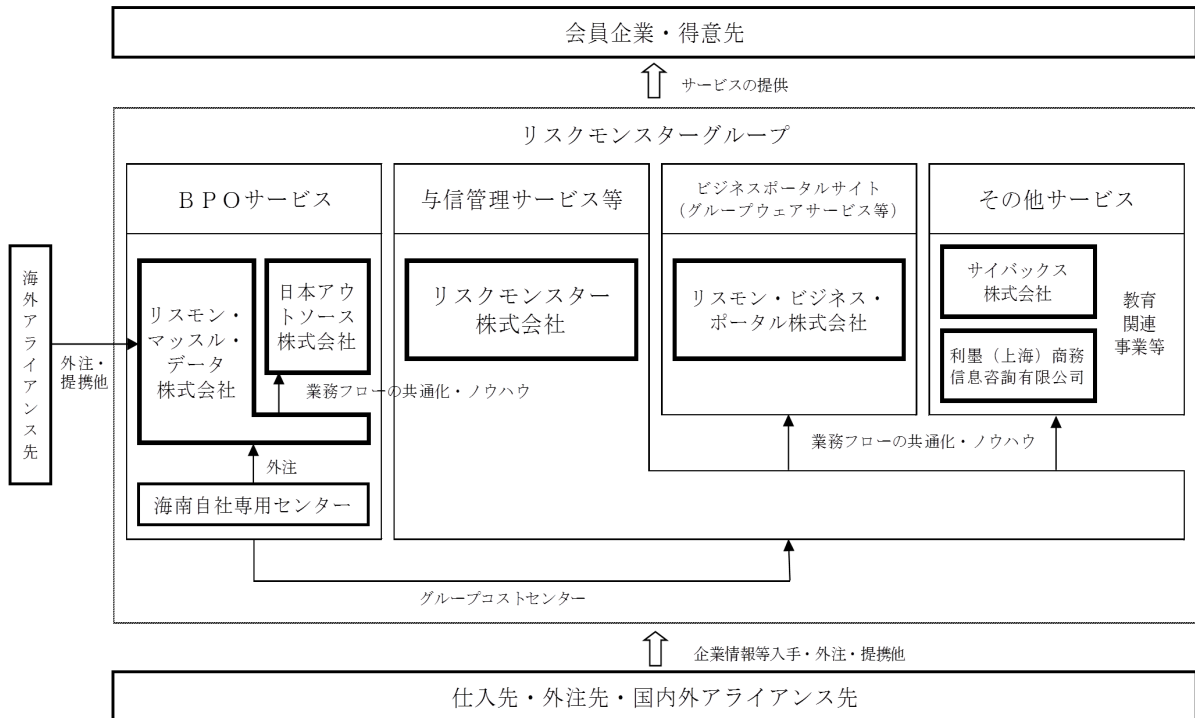 会員企業・得意先
サービスの提供
リスクモンスターグループ
ＢＰＯサービス
与信管理サービス等
ビジネスポータルサイト
（グループウェアサービス等）
その他サービス
海外アライアンス先
外注・
提携他
リスモン・
マッスル・
データ
株式会社
日本アウ
トソース
株式会社
業務フローの共通化・ノウハウ
外注
海南自社専用センター
リスクモンスター
株式会社
リスモン・ビジネス・
ポータル株式会社
サイバックス
株式会社
利墨（上海）商務
信息咨詢有限公司
教育
関連
事業等
業務フローの共通化・ノウハウ
グループコストセンター
企業情報等入手・外注・提携他
仕入先・外注先・国内外アライアンス先